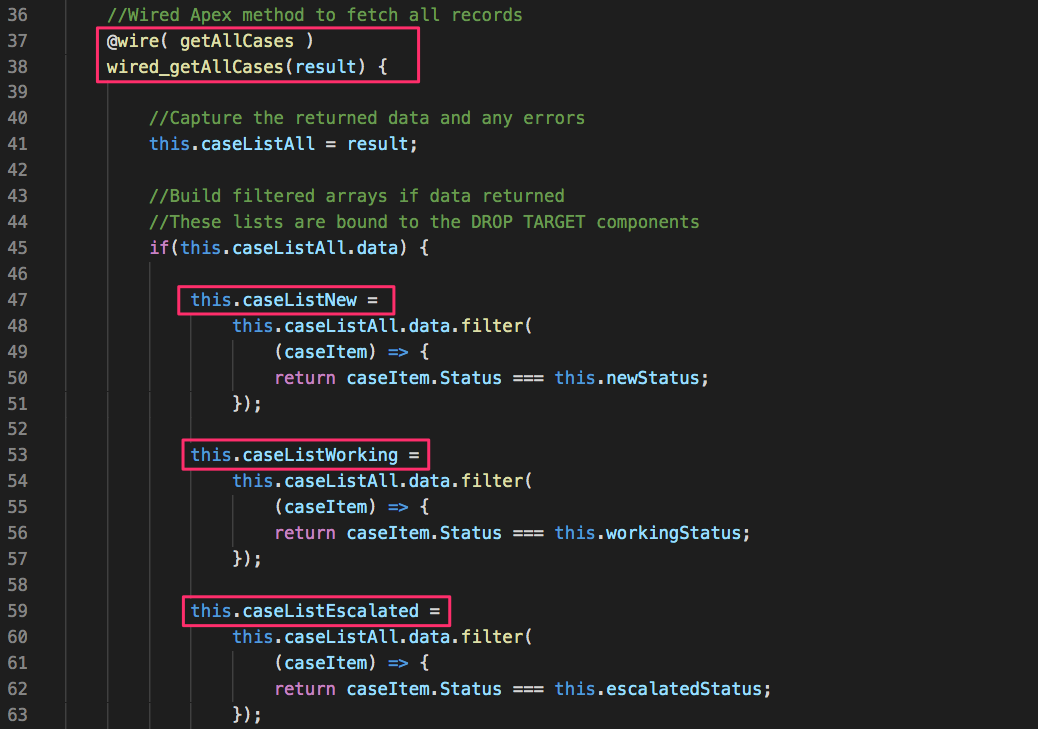 36 //Wired Apex method to fetch all records
37 @wire( getAllCases )
38 wired_getAllCases(result) {
39
40 //Capture the returned data and any errors
41 this.caseListAll = result;
42
43 //Build filtered arrays if data returned
44 //These lists are bound to the DROP TARGET components
45 if(this.caseListAll.data) {
46
47 this.caseListNew =
48 this.caseListAll.data.filter(
49 (caseItem) => {
50 return caseItem.Status === this.newStatus;
51 });
52
53 this.caseListWorking =
54 this.caseListAll.data.filter(
55 (caseItem) => {
56 return caseItem.Status === this.workingStatus;
57 });
58
59 this.caseListEscalated =
60 this.caseListAll.data.filter(
61 (caseItem) => {
62 return caseItem.Status === this.escalatedStatus;
63 });